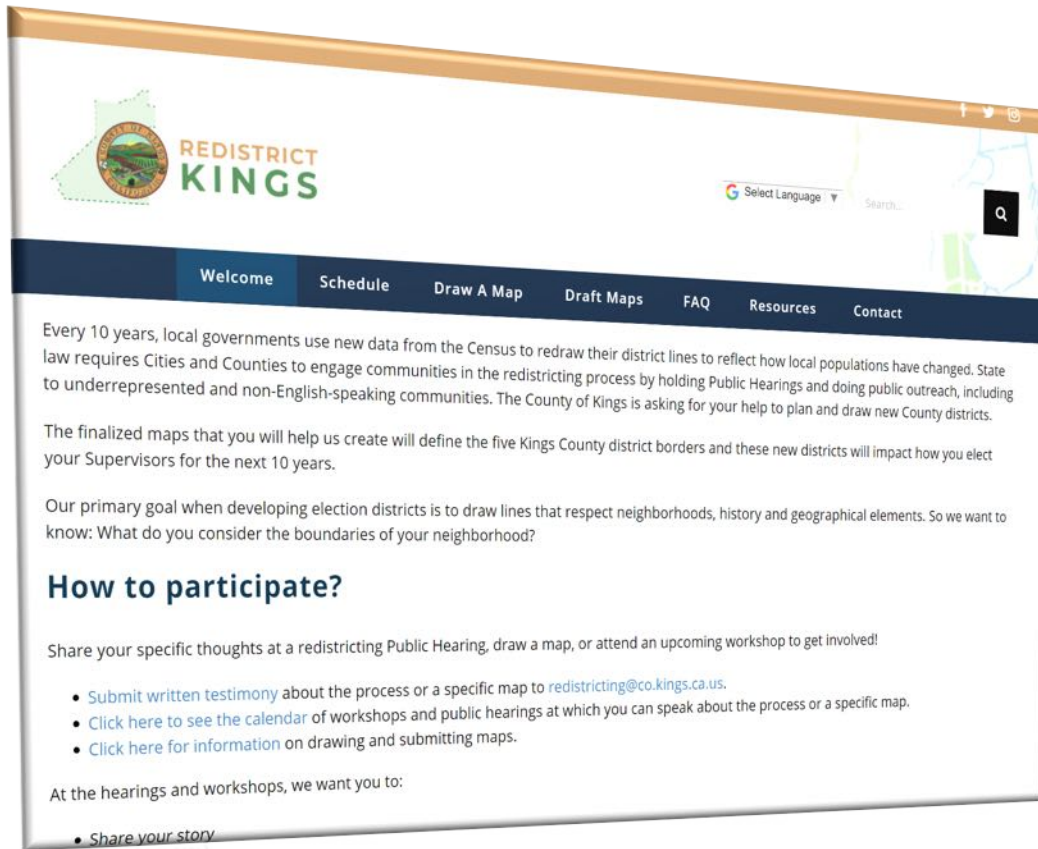 REDISTRICT
KINGS
Select Language
Search...
Welcome Schedule Draw A Map Draft Maps FAQ Resources Contact
Every 10 years, local governments use new data from the Census to redraw their district lines to reflect how local populations have changed. State
law requires Cities and Counties to engage communities in the redistricting process by holding Public Hearings and doing public outreach, including
to underrepresented and non-English-speaking communities. The County of Kings is asking for your help to plan and draw new County districts.
The finalized maps that you will help us create will define the five Kings County district borders and these new districts will impact how you elect
your Supervisors for the next 10 years.
Our primary goal when developing election districts is to draw lines that respect neighborhoods, history and geographical elements. So we want to
know: What do you consider the boundaries of your neighborhood?
How to participate?
Share your specific thoughts at a redistricting Public Hearing, draw a map, or attend an upcoming workshop to get involved!
• Submit written testimony about the process or a specific map to redistricting@co.kings.ca.us.
• Click here to see the calendar of workshops and public hearings at which you can speak about the process or a specific map.
• Click here for information on drawing and submitting maps.
At the hearings and workshops, we want you to:
• Share your story